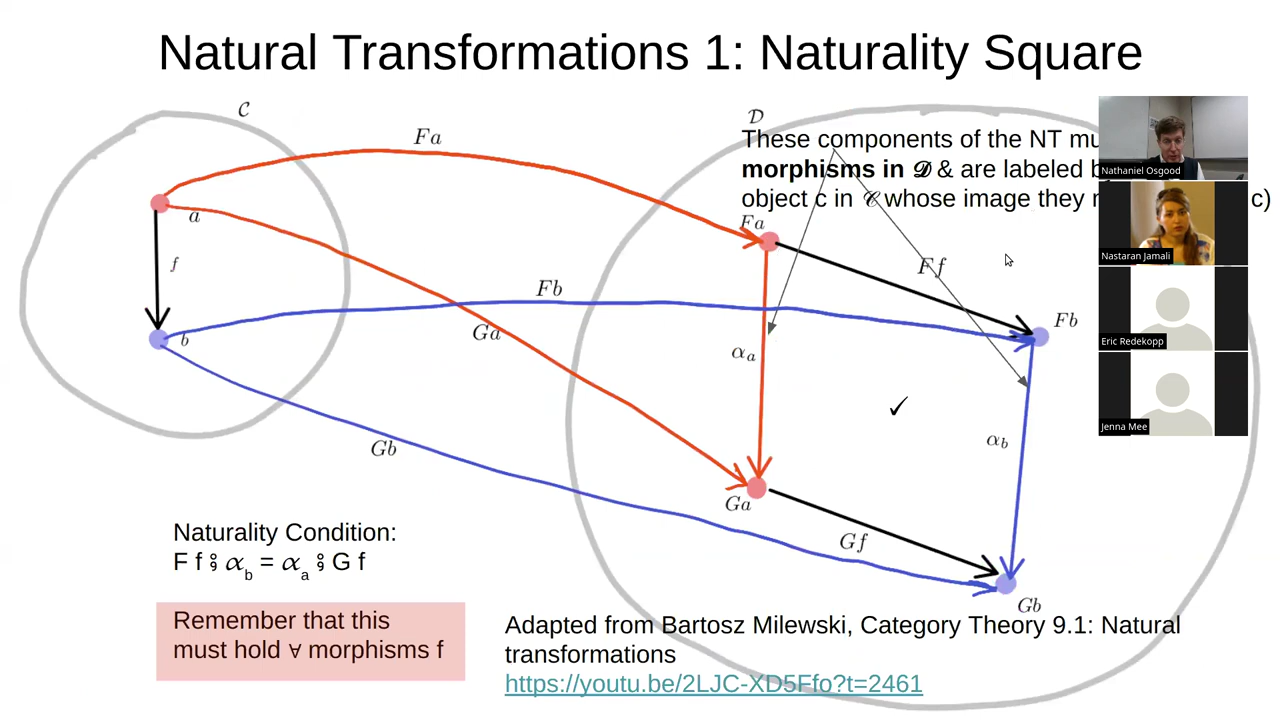 Natural Transformations 1: Naturality Square
𝒞
𝒟
Fa
These components of the NT mu
morphisms in 𝒟 & are labeled b
object c in 𝒞 whose image they c)
Nathaniel Osgood
a
Fa
f
Ff
Nastaran Jamali
Fb
Fb
Ga
b
αₐ
Eric Redekopp
Jenna Mee
✓
α_b
Gb
Ga
Gf
Naturality Condition:
F f ⨾ α_b = α_a ⨾ G f
Gb
Remember that this
must hold ∀ morphisms f
Adapted from Bartosz Milewski, Category Theory 9.1: Natural
transformations
https://youtu.be/2LJC-XD5Ffo?t=2461